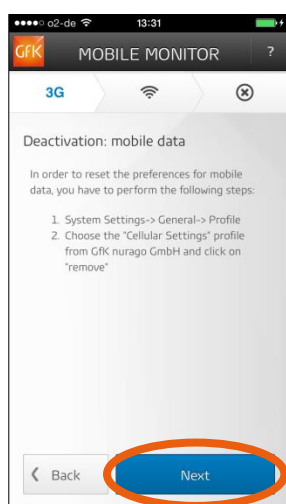 o2-de 13:31
GfK MOBILE MONITOR ?
3G
Deactivation: mobile data
In order to reset the preferences for mobile
data, you have to perform the following steps:
1. System Settings-> General-> Profile
2. Choose the "Cellular Settings" profile
from GfK nurago GmbH and click on
"remove"
Back Next